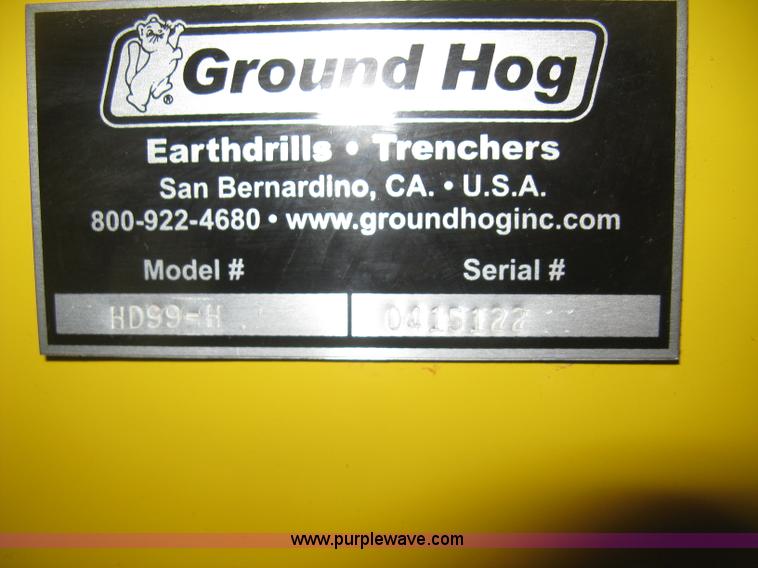 Ground Hog
®
Earthdrills • Trenchers
San Bernardino, CA. • U.S.A.
800-922-4680 • www.groundhoginc.com
Model # Serial #
HD99-H 0415122
www.purplewave.com